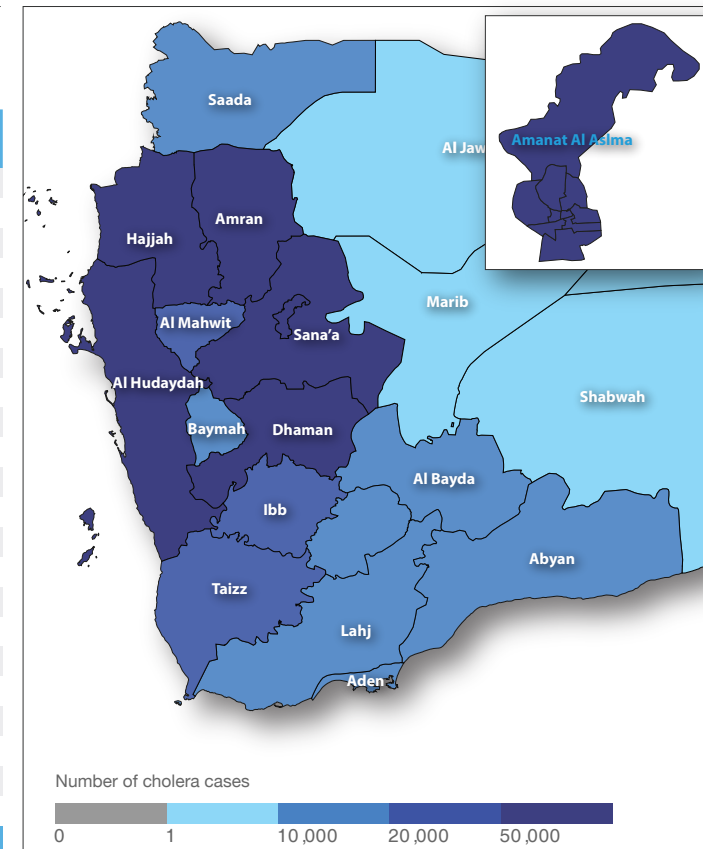 Saada
Al Jaw
Amanat Al Aslma
Amran
Hajjah
Marib
Al Mahwit
Sana’a
Al Hudaydah
Shabwah
Baymah
Dhaman
Al Bayda
Ibb
Abyan
Taizz
Lahj
Aden
Number of cholera cases
0 1 10,000 20,000 50,000